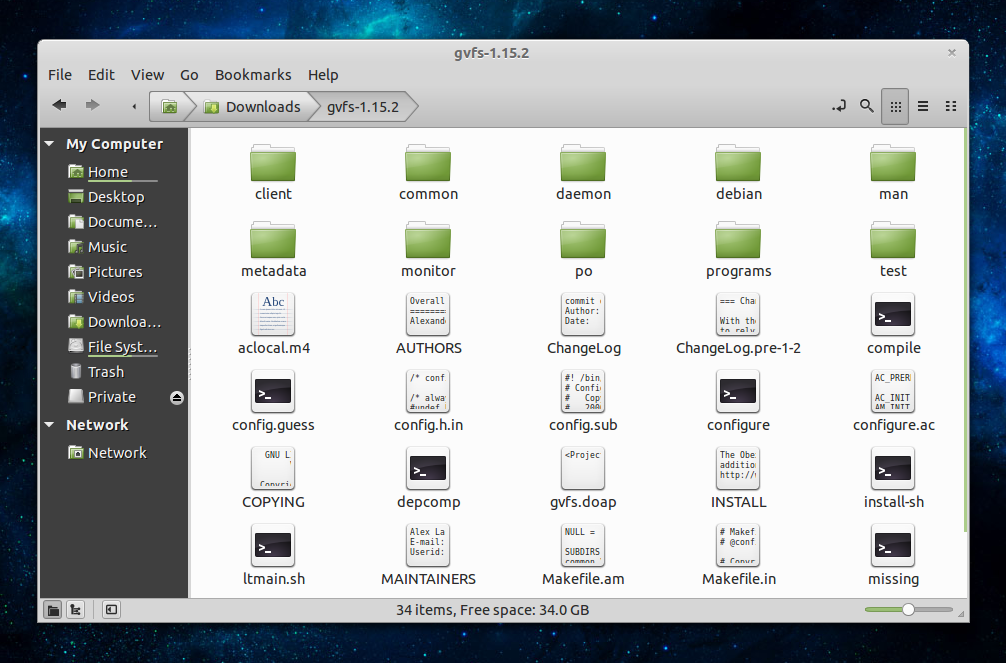 gvfs-1.15.2
File Edit View Go Bookmarks Help
Downloads gvfs-1.15.2
My Computer
Home
Desktop
Docume...
Music
Pictures
Videos
Downloa...
File Syst...
Trash
Private
Network
Network
client common daemon debian man
metadata monitor po programs test
Abc
Overall
========
Alexand
commit
Author:
Date:
=== Cha
With the
to rely
>_
aclocal.m4 AUTHORS ChangeLog ChangeLog.pre-1-2 compile
>_
/* conf
/* alwa
#undef
#! /bin
# Confi
# Cop
# 200
>_
AC_PRER
AC_INIT
AM_INIT
config.guess config.h.in config.sub configure configure.ac
GNU L
Copyri
>_
<Projec
The Obe
addition
http://
>_
COPYING depcomp gvfs.doap INSTALL install-sh
>_
Alex La
E-mail:
Userid:
NULL =
SUBDIRS
common
# Makef
# @conf
# Copyr
>_
ltmain.sh MAINTAINERS Makefile.am Makefile.in missing
34 items, Free space: 34.0 GB